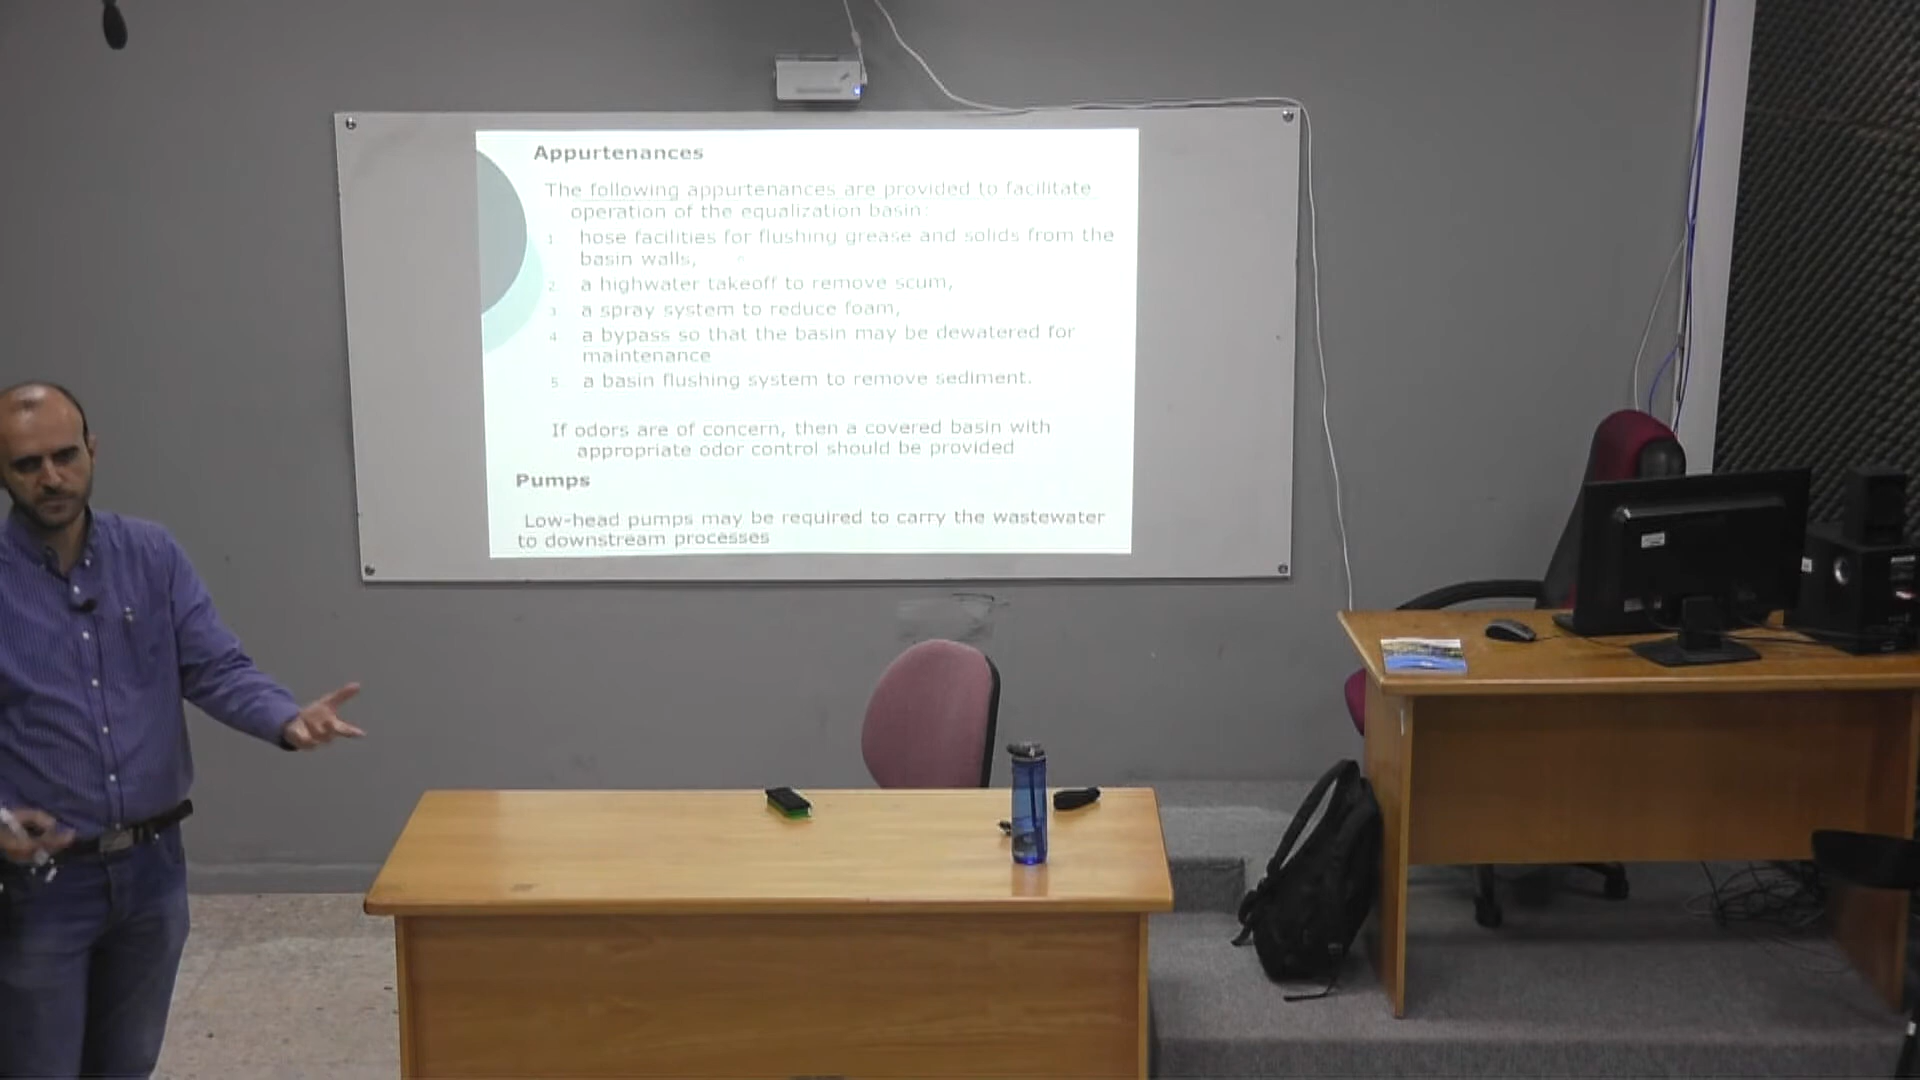 Appurtenances
The following appurtenances are provided to facilitate
operation of the equalization basin:
1. hose facilities for flushing grease and solids from the
basin walls,
2. a highwater takeoff to remove scum,
3. a spray system to reduce foam,
4. a bypass so that the basin may be dewatered for
maintenance
5. a basin flushing system to remove sediment.
If odors are of concern, then a covered basin with
appropriate odor control should be provided
Pumps
Low-head pumps may be required to carry the wastewater
to downstream processes